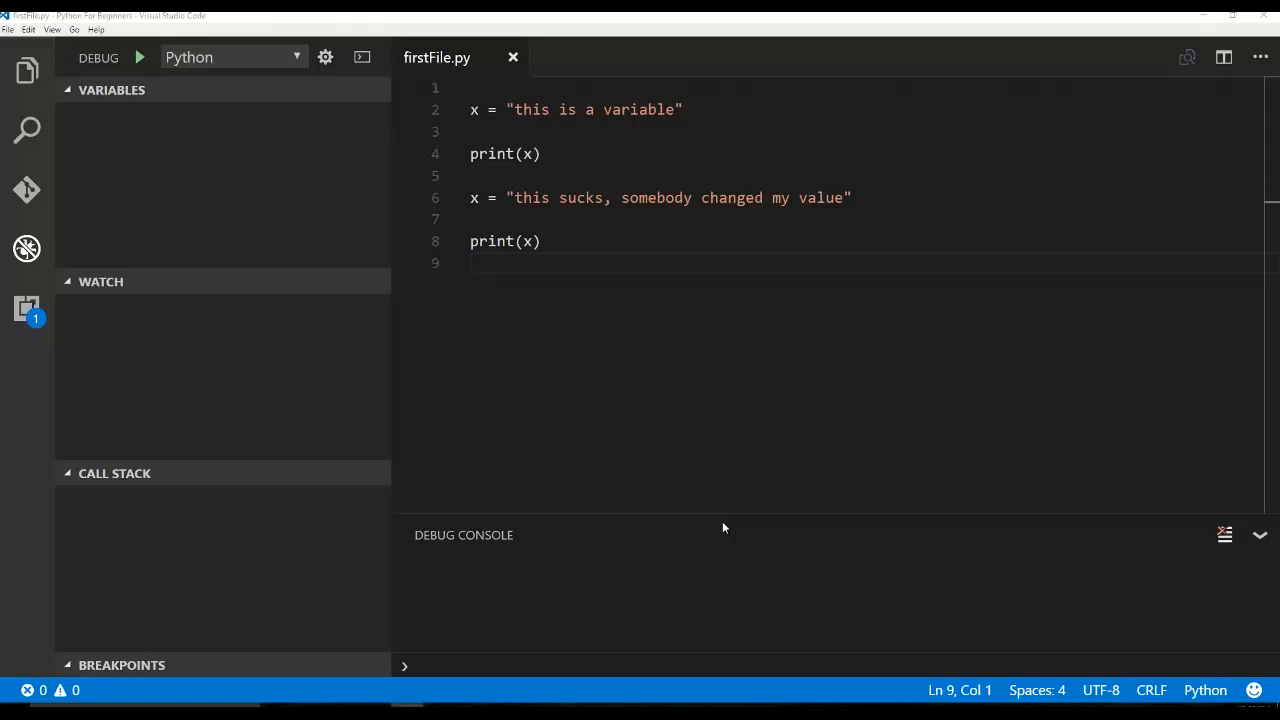 firstFile.py - Python For Beginners - Visual Studio Code
File Edit View Go Help
DEBUG Python
firstFile.py
VARIABLES
1
2 x = "this is a variable"
3
4 print(x)
5
6 x = "this sucks, somebody changed my value"
7
8 print(x)
9
WATCH
1
CALL STACK
DEBUG CONSOLE
BREAKPOINTS
0 0 Ln 9, Col 1 Spaces: 4 UTF-8 CRLF Python